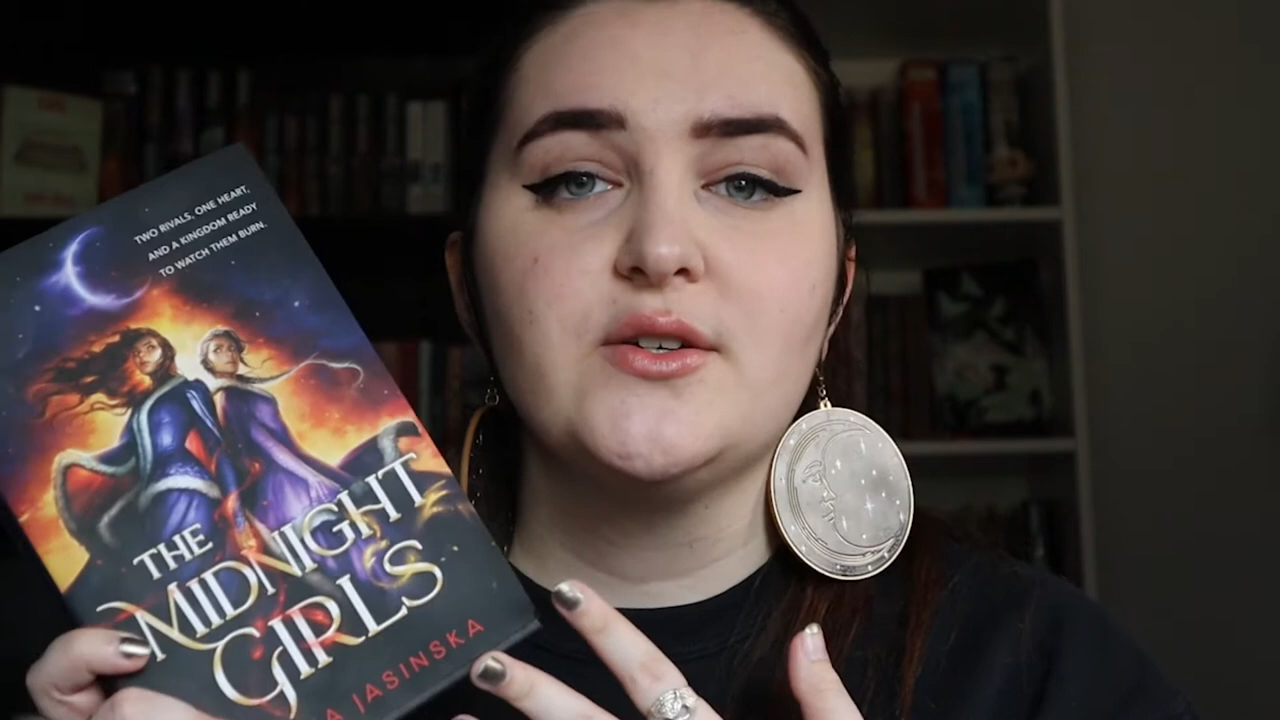 TWO RIVALS, ONE HEART,
AND A KINGDOM READY
TO WATCH THEM BURN.
THE
MIDNIGHT
GIRLS
A JASINSKA